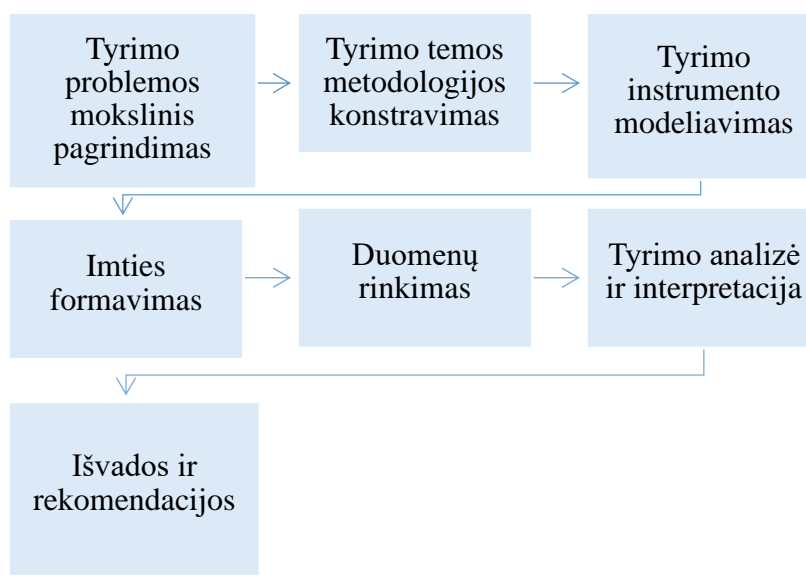 Tyrimo
problemos
mokslinis
pagrindimas
Tyrimo temos
metodologijos
konstravimas
Tyrimo
instrumento
modeliavimas
Imties
formavimas
Duomenų
rinkimas
Tyrimo analizė
ir interpretacija
Išvados ir
rekomendacijos